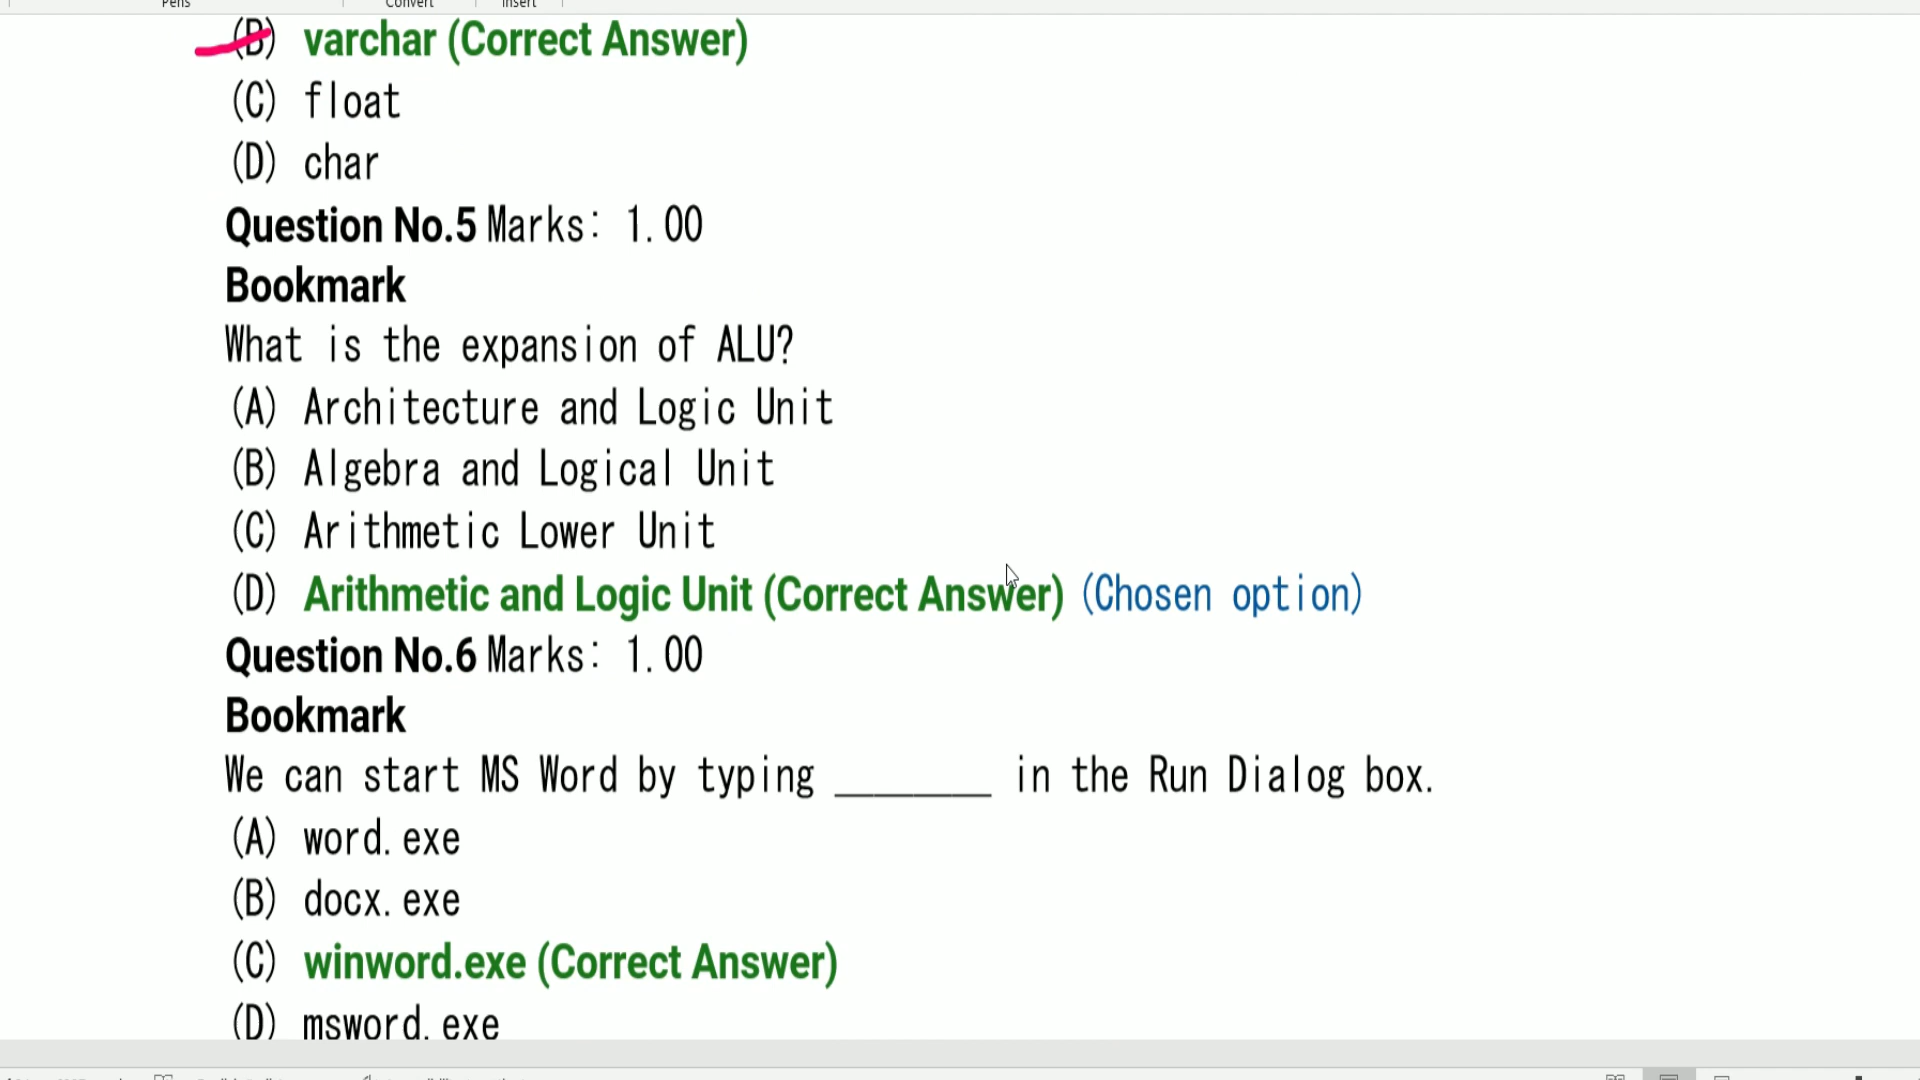 Pens Convert Insert
(B) varchar (Correct Answer)
(C) float
(D) char
Question No.5 Marks: 1.00
Bookmark
What is the expansion of ALU?
(A) Architecture and Logic Unit
(B) Algebra and Logical Unit
(C) Arithmetic Lower Unit
(D) Arithmetic and Logic Unit (Correct Answer) (Chosen option)
Question No.6 Marks: 1.00
Bookmark
We can start MS Word by typing ________ in the Run Dialog box.
(A) word.exe
(B) docx.exe
(C) winword.exe (Correct Answer)
(D) msword.exe